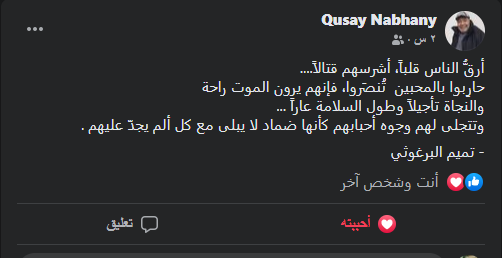 Qusay Nabhany
٢ س ·
أرقُّ الناس قلباً، أشرسهم قتالاً....
حاربوا بالمحبين تُنصَروا، فإنهم يرون الموت راحة
والنجاة تأجيلاً وطول السلامة عاراً ...
وتتجلى لهم وجوه أحبابهم كأنها ضماد لا يبلى مع كل ألم يجدّ عليهم .
- تميم البرغوثي
أنت وشخص آخر
أحببته
تعليق